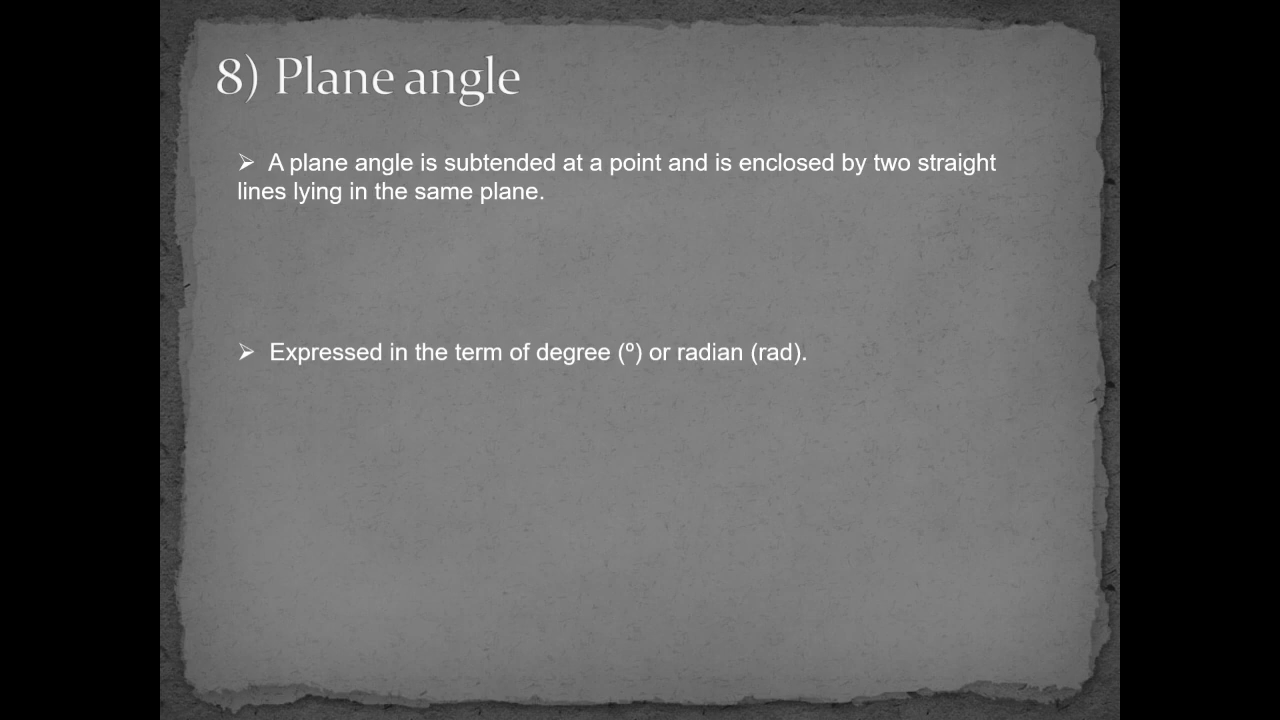 8) Plane angle
➢ A plane angle is subtended at a point and is enclosed by two straight
lines lying in the same plane.
➢ Expressed in the term of degree (º) or radian (rad).